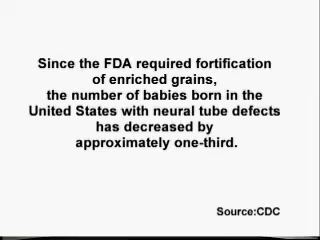 Since the FDA required fortification
of enriched grains,
the number of babies born in the
United States with neural tube defects
has decreased by
approximately one-third.
Source:CDC